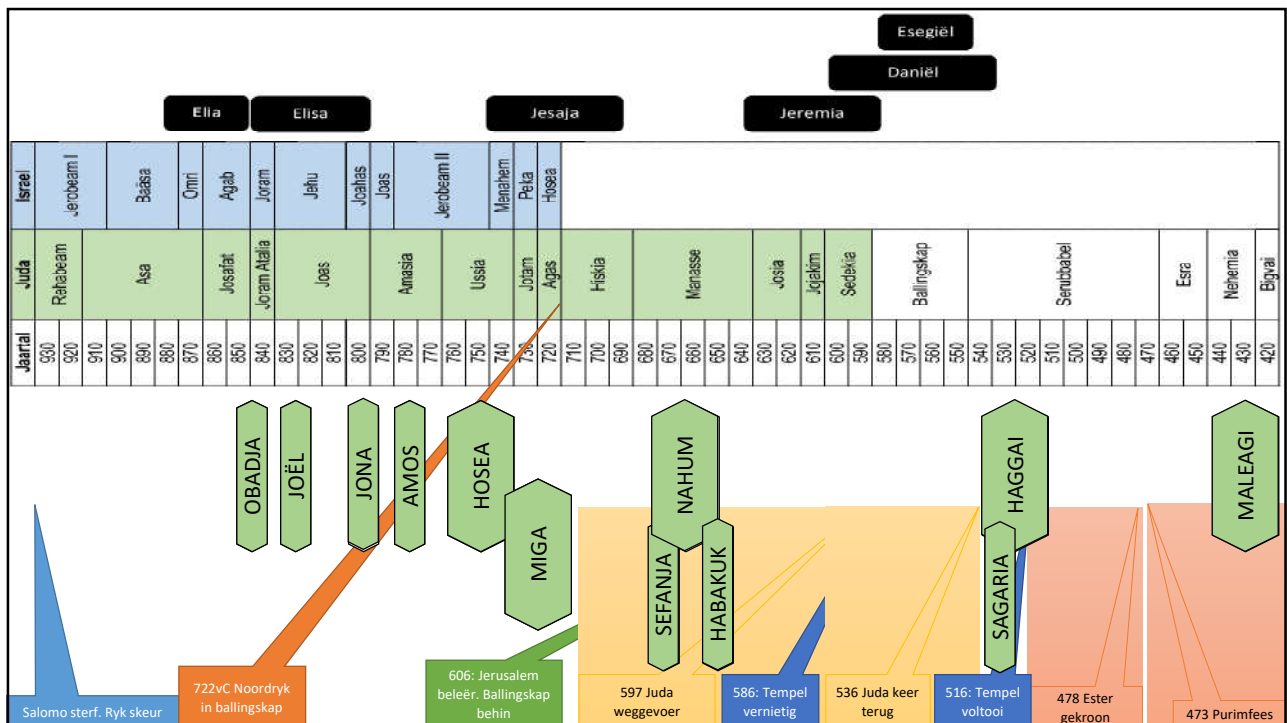 Esegiël
Daniël
Elia
Elisa
Jesaja
Jeremia
Israel
Jerobeam I
Baäsa
Omri
Agab
Joram
Jehu
Joahas
Joas
Jerobeam II
Menahem
Peka
Hosea
Juda
Rehabeam
Asa
Josafat
Joram Atalia
Joas
Amasia
Ussia
Jotam
Agas
Hiskia
Manasse
Josia
Jojakim
Sedekia
Ballingskap
Serubbabel
Esra
Nehemia
Bigvai
Jaartal
930
920
910
900
890
880
870
860
850
840
830
820
810
800
790
780
770
760
750
740
730
720
710
700
690
680
670
660
650
640
630
620
610
600
590
580
570
560
550
540
530
520
510
500
490
480
470
460
450
440
430
420
OBADJA
JOËL
JONA
AMOS
HOSEA
MIGA
NAHUM
SEFANJA
HABAKUK
HAGGAI
SAGARIA
MALEAGI
Salomo sterf. Ryk skeur
722vC Noordryk
in ballingskap
606: Jerusalem
beleër. Ballingskap
behin
597 Juda
weggevoer
586: Tempel
vernietig
536 Juda keer
terug
516: Tempel
voltooi
478 Ester
gekroon
473 Purimfees